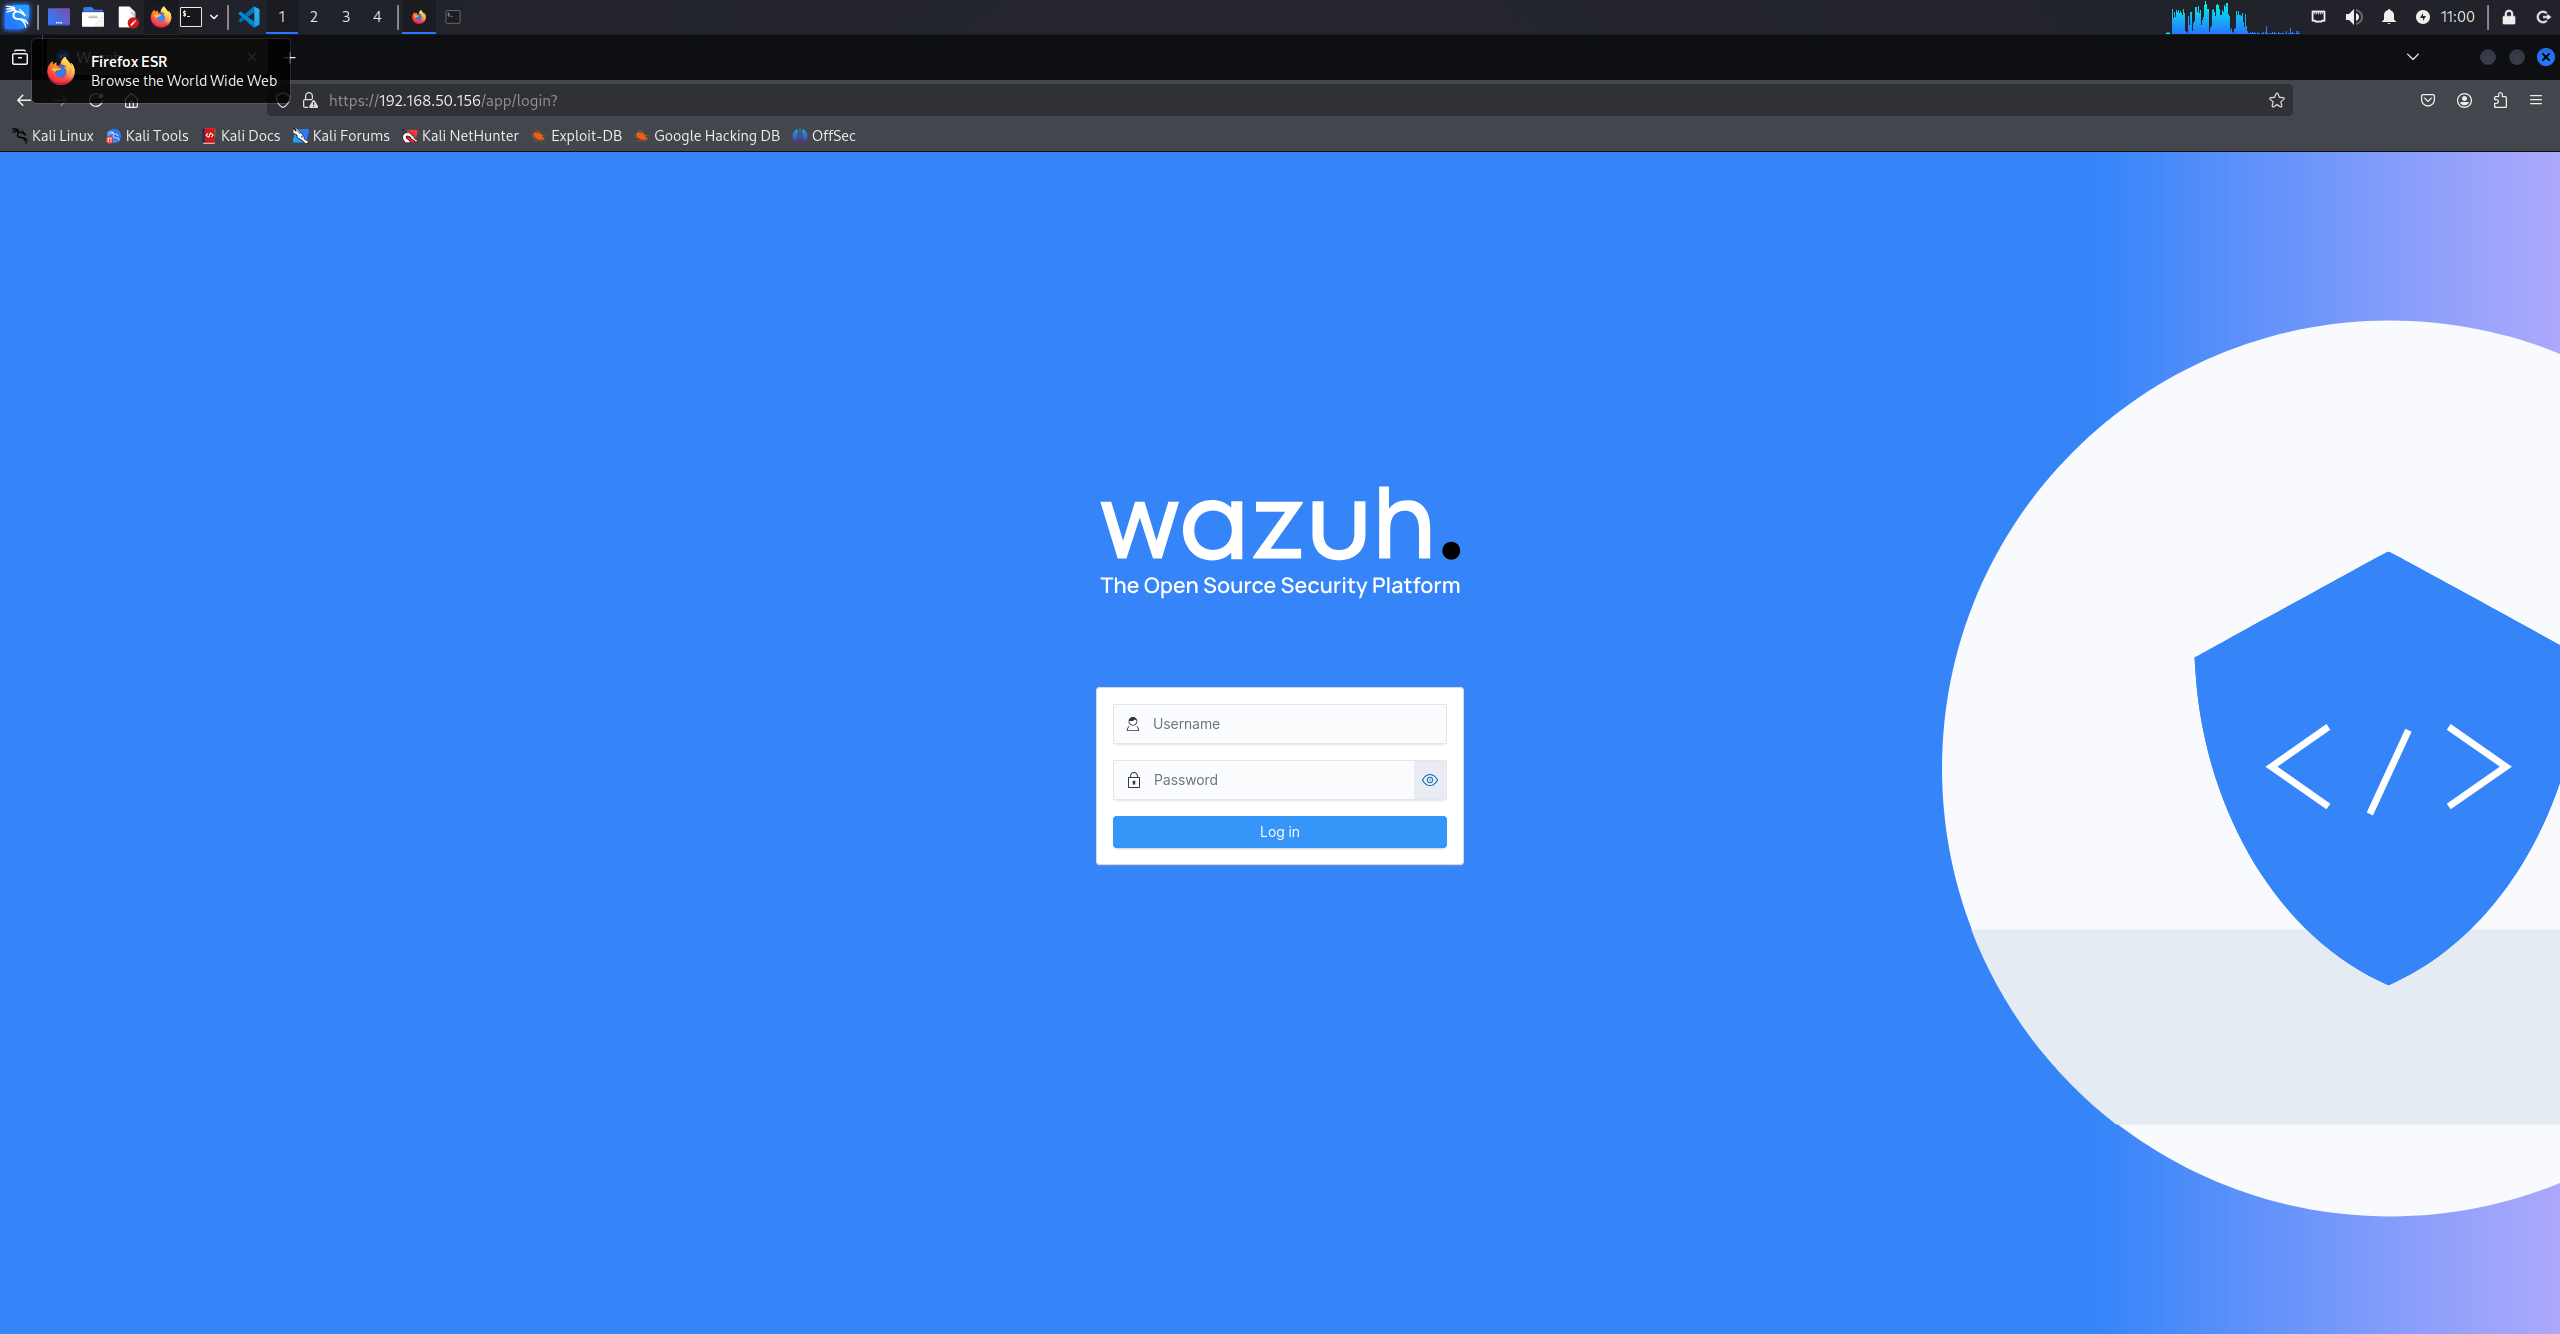 1 2 3 4
11:00
Firefox ESR
Browse the World Wide Web
https://192.168.50.156/app/login?
Kali Linux Kali Tools Kali Docs Kali Forums Kali NetHunter Exploit-DB Google Hacking DB OffSec
wazuh.
The Open Source Security Platform
Username
Password
Log in